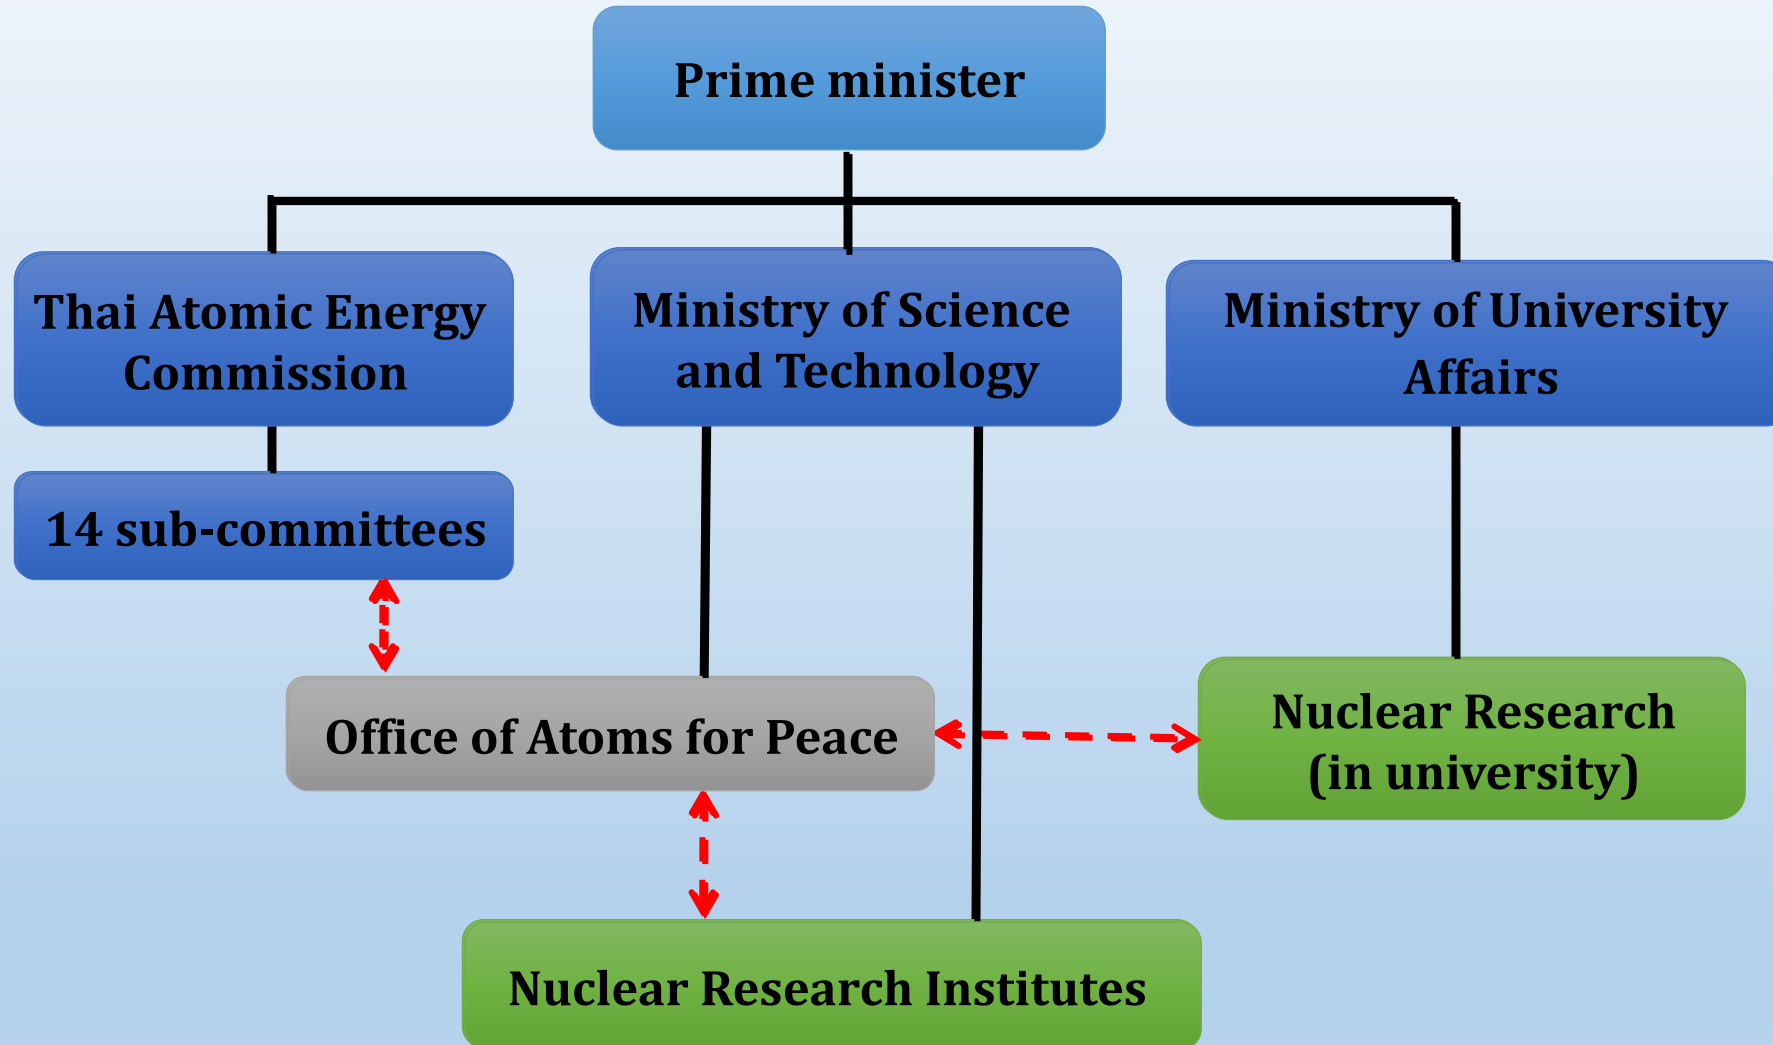 Prime minister
Thai Atomic Energy
Commission
Ministry of Science
and Technology
Ministry of University
Affairs
14 sub-committees
Office of Atoms for Peace
Nuclear Research
(in university)
Nuclear Research Institutes